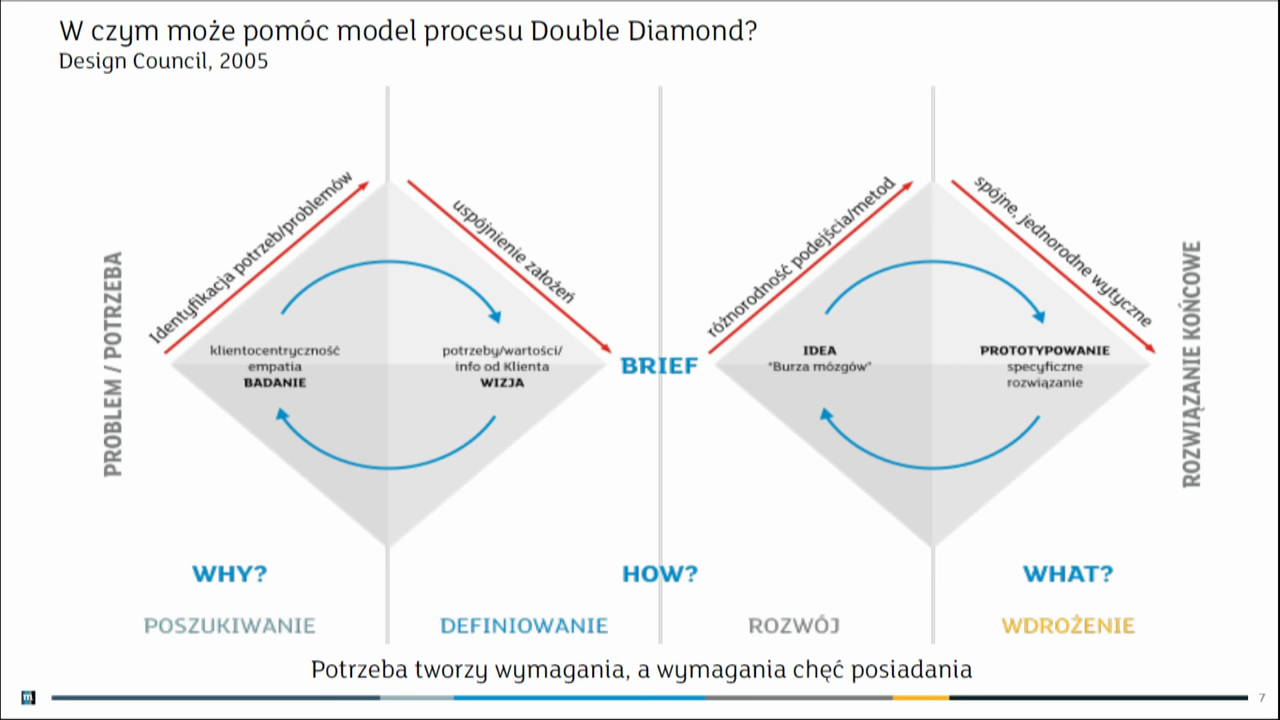 W czym może pomóc model procesu Double Diamond?
Design Council, 2005
PROBLEM / POTRZEBA
Identyfikacja potrzeb/problemów
uspójnienie założeń
klientocentryczność
empatia
BADANIE
potrzeby/wartości/
info od Klienta
WIZJA
BRIEF
różnorodność podejścia/metod
spójne, jednorodne wytyczne
IDEA
"Burza mózgów"
PROTOTYPOWANIE
specyficzne
rozwiązanie
ROZWIĄZANIE KOŃCOWE
WHY?
HOW?
WHAT?
POSZUKIWANIE
DEFINIOWANIE
ROZWÓJ
WDROŻENIE
Potrzeba tworzy wymagania, a wymagania chęć posiadania
m
7